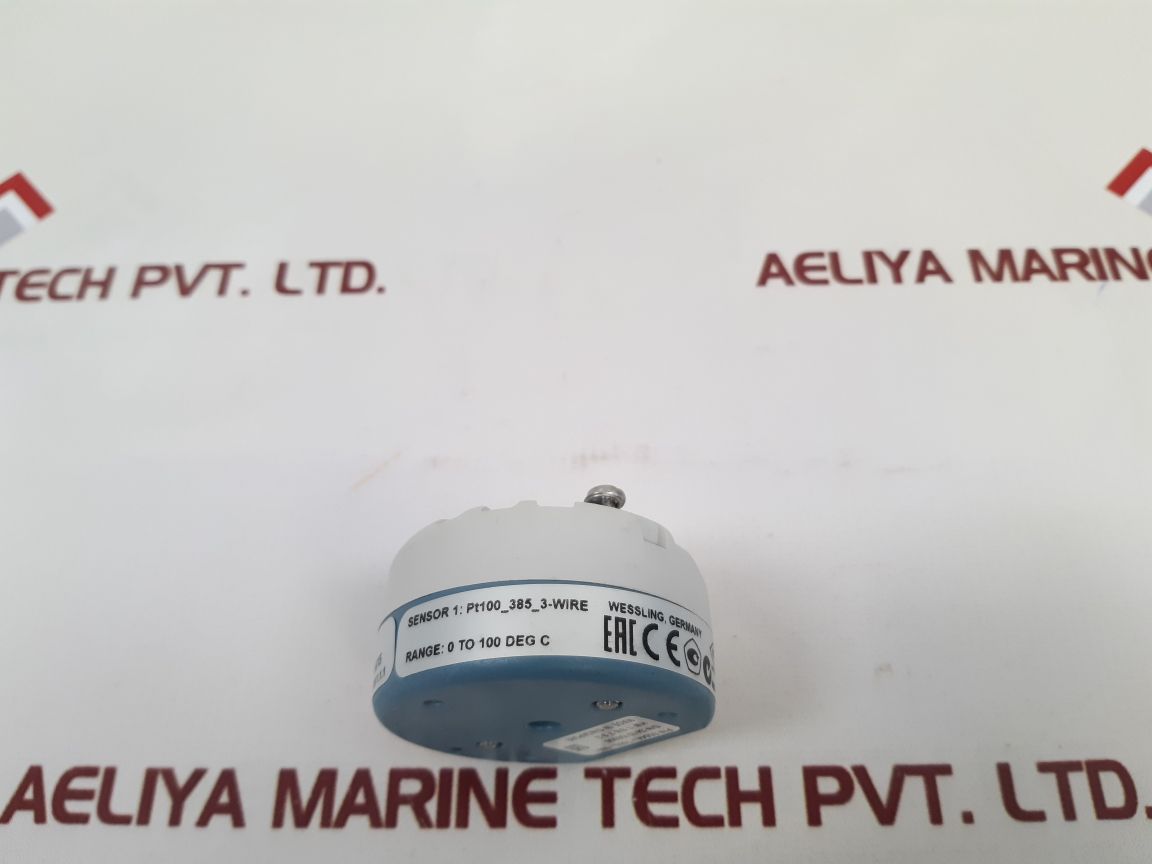 TECH PVT. LTD.
AELIYA MARINE
SENSOR 1: Pt100_385_3-WIRE
RANGE: 0 TO 100 DEG C
WESSLING, GERMANY
EAC CE
AELIYA MARINE TECH PVT. LTD.